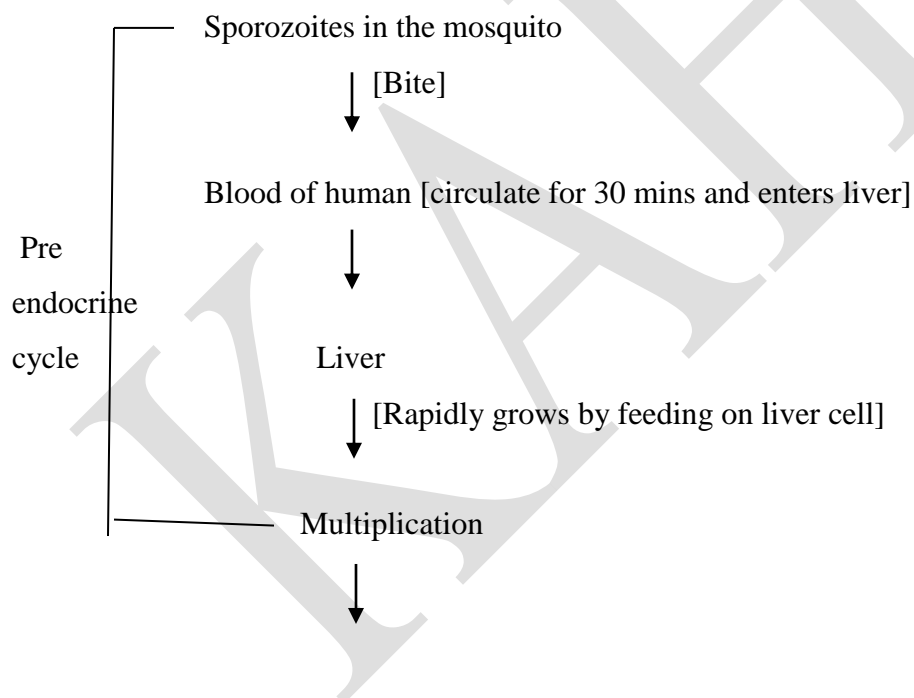 Sporozoites in the mosquito
[Bite]
Blood of human [circulate for 30 mins and enters liver]
Pre
endocrine
cycle
Liver
[Rapidly grows by feeding on liver cell]
Multiplication
KAH